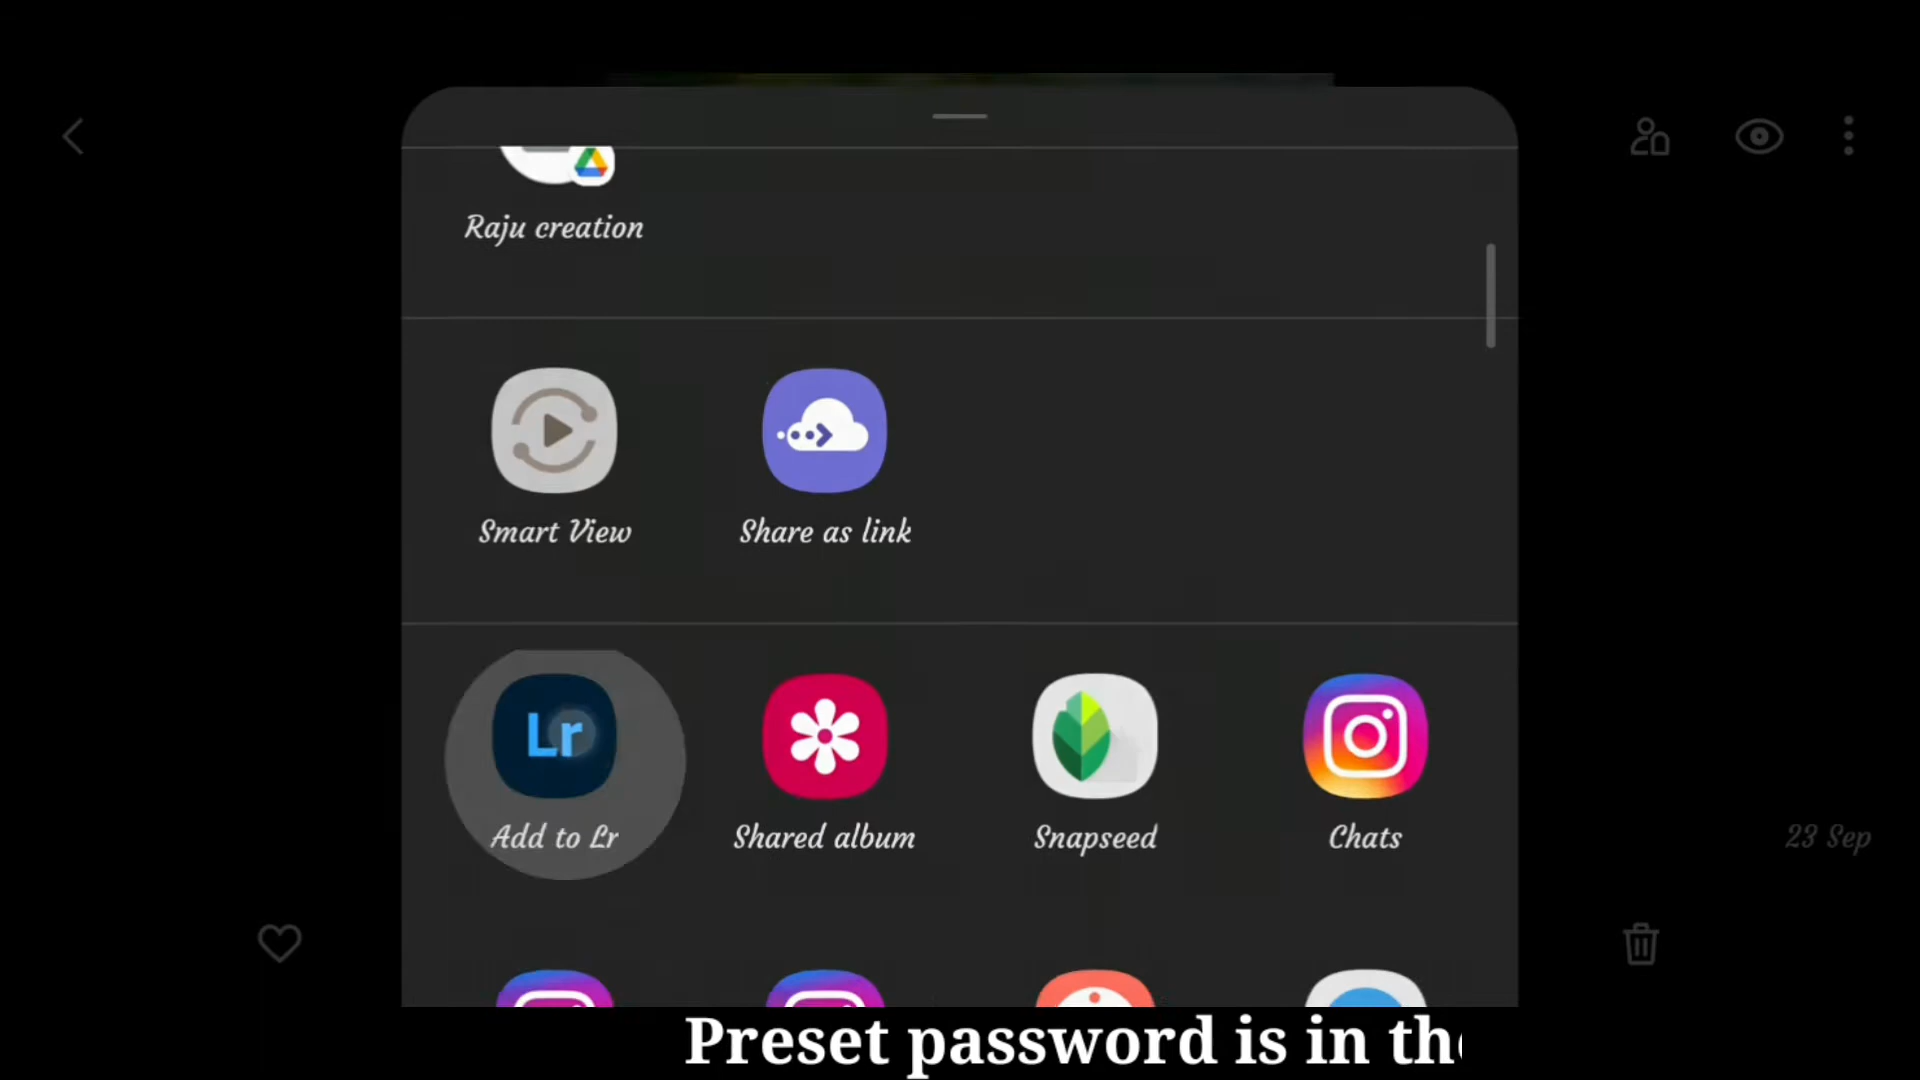 Raju creation
Smart View
Share as link
Lr
Add to Lr
Shared album
Snapseed
Chats
23 Sep
Preset password is in the